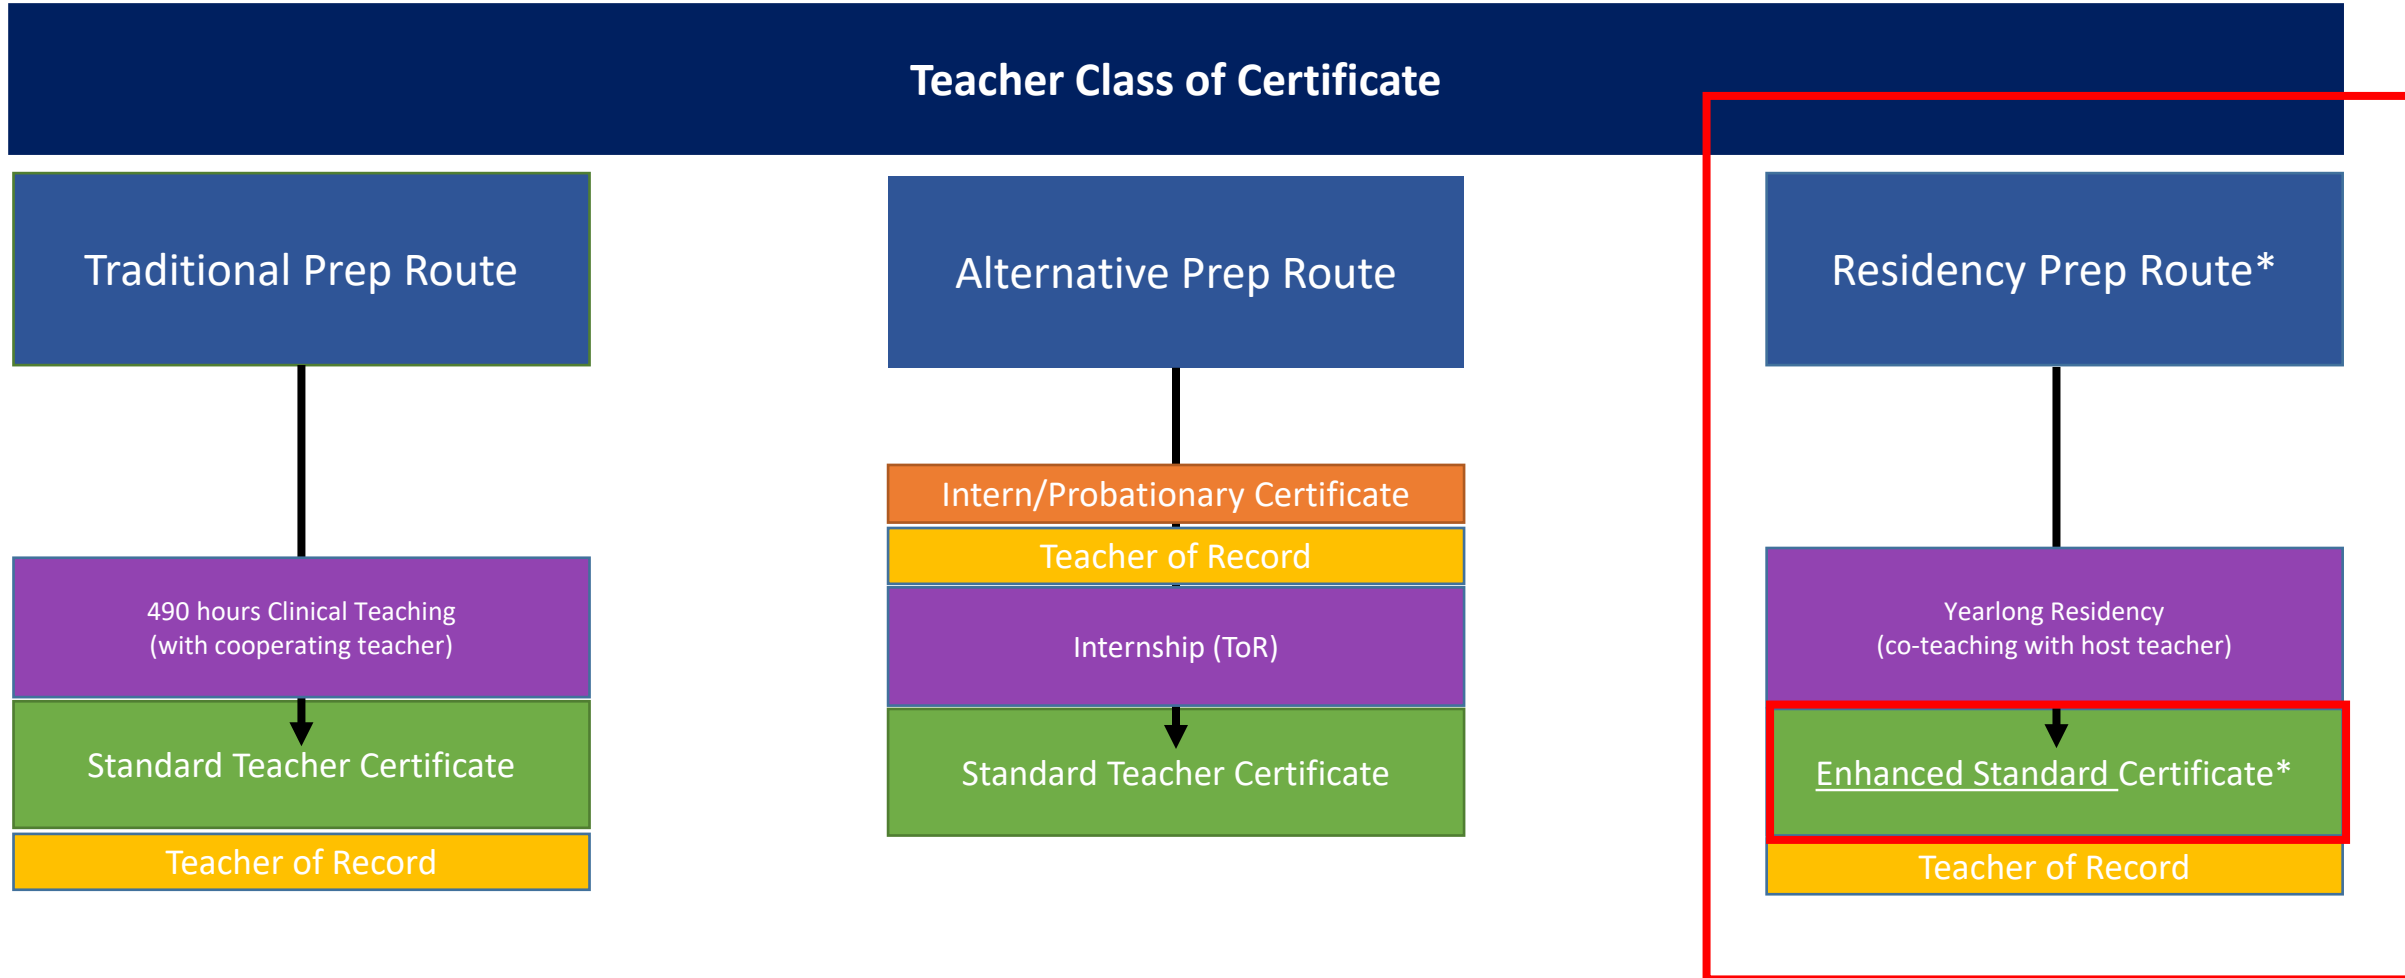 Teacher Class of Certificate
Traditional Prep Route
490 hours Clinical Teaching
(with cooperating teacher)
Standard Teacher Certificate
Teacher of Record
Alternative Prep Route
Intern/Probationary Certificate
Teacher of Record
Internship (ToR)
Standard Teacher Certificate
Residency Prep Route*
Yearlong Residency
(co-teaching with host teacher)
Enhanced Standard Certificate*
Teacher of Record